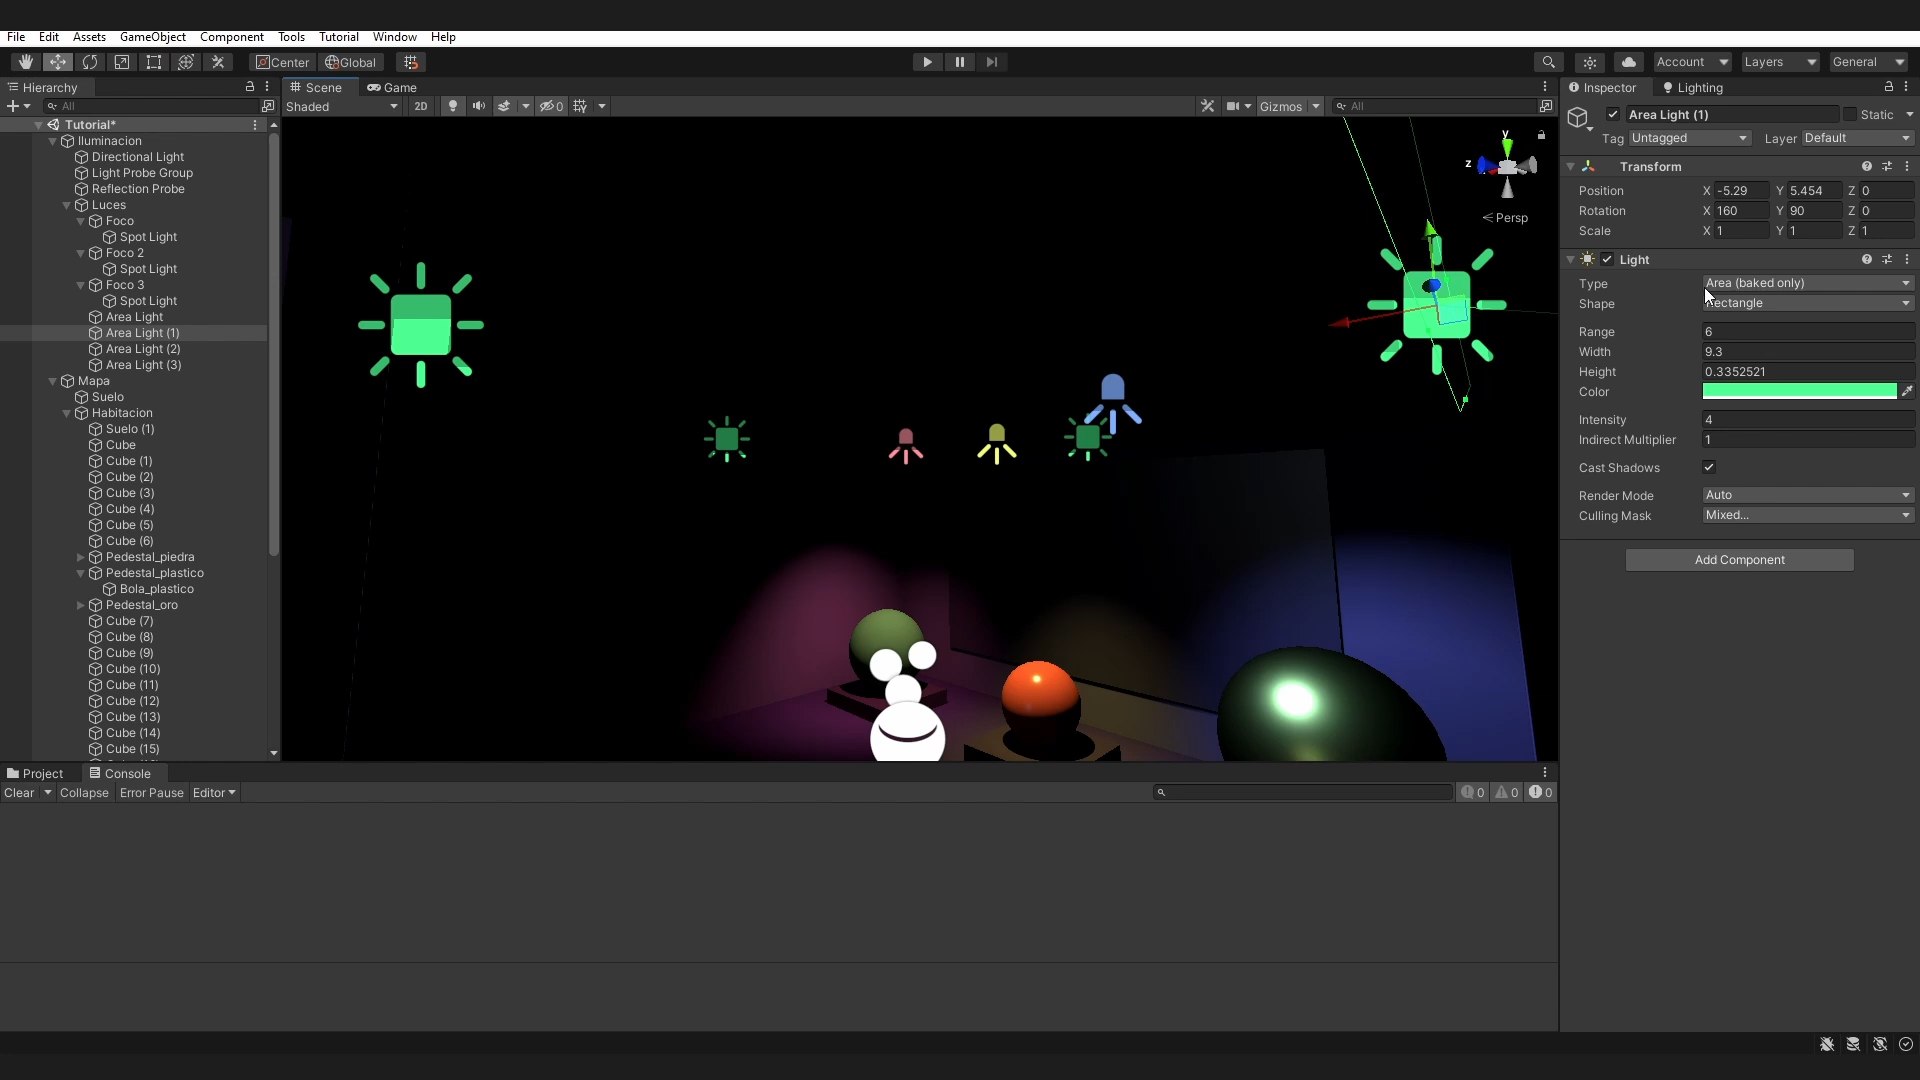 File Edit Assets GameObject Component Tools Tutorial Window Help
Center Global Account Layers General
Hierarchy Scene Game Inspector Lighting
All Shaded 2D 0 Gizmos All
Area Light (1) Static
Tag Untagged Layer Default
Tutorial*
Iluminacion
Directional Light
Light Probe Group
Reflection Probe
Luces
Foco
Spot Light
Foco 2
Spot Light
Foco 3
Spot Light
Area Light
Area Light (1)
Area Light (2)
Area Light (3)
Mapa
Suelo
Habitacion
Suelo (1)
Cube
Cube (1)
Cube (2)
Cube (3)
Cube (4)
Cube (5)
Cube (6)
Pedestal_piedra
Pedestal_plastico
Bola_plastico
Pedestal_oro
Cube (7)
Cube (8)
Cube (9)
Cube (10)
Cube (11)
Cube (12)
Cube (13)
Cube (14)
Cube (15)
y
z
Persp
Transform
Position X -5.29 Y 5.454 Z 0
Rotation X 160 Y 90 Z 0
Scale X 1 Y 1 Z 1
Light
Type Area (baked only)
Shape Rectangle
Range 6
Width 9.3
Height 0.3352521
Color
Intensity 4
Indirect Multiplier 1
Cast Shadows
Render Mode Auto
Culling Mask Mixed...
Add Component
Project Console
Clear Collapse Error Pause Editor 0 0 0